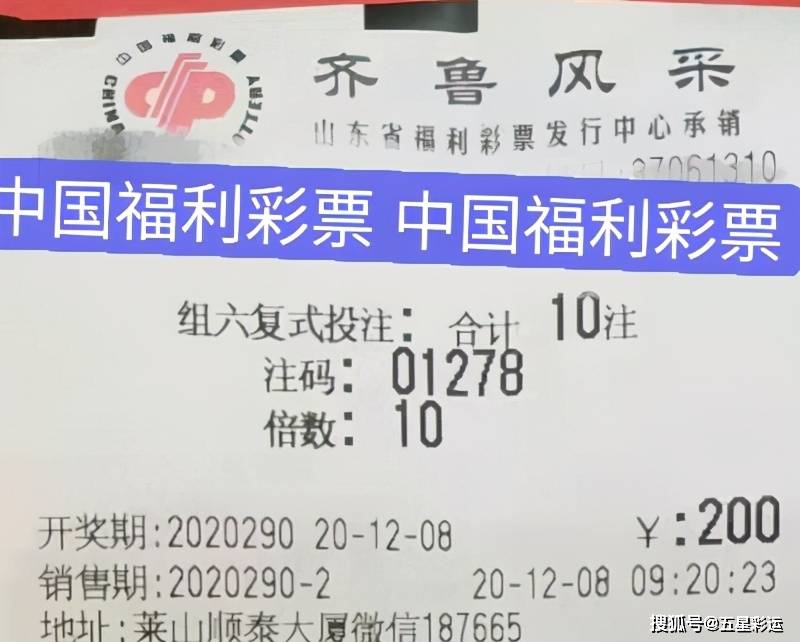 中国福利彩票
齐鲁风采
山东省福利彩票发行中心承销
37061310
中国福利彩票 中国福利彩票
组六复式投注: 合计 10注
注码: 01278
倍数: 10
开奖期:2020290 20-12-08 ¥:200
销售期:2020290-2 20-12-08 09:20:23
地址:莱山顺泰大厦微信187665
搜狐号@五星彩运